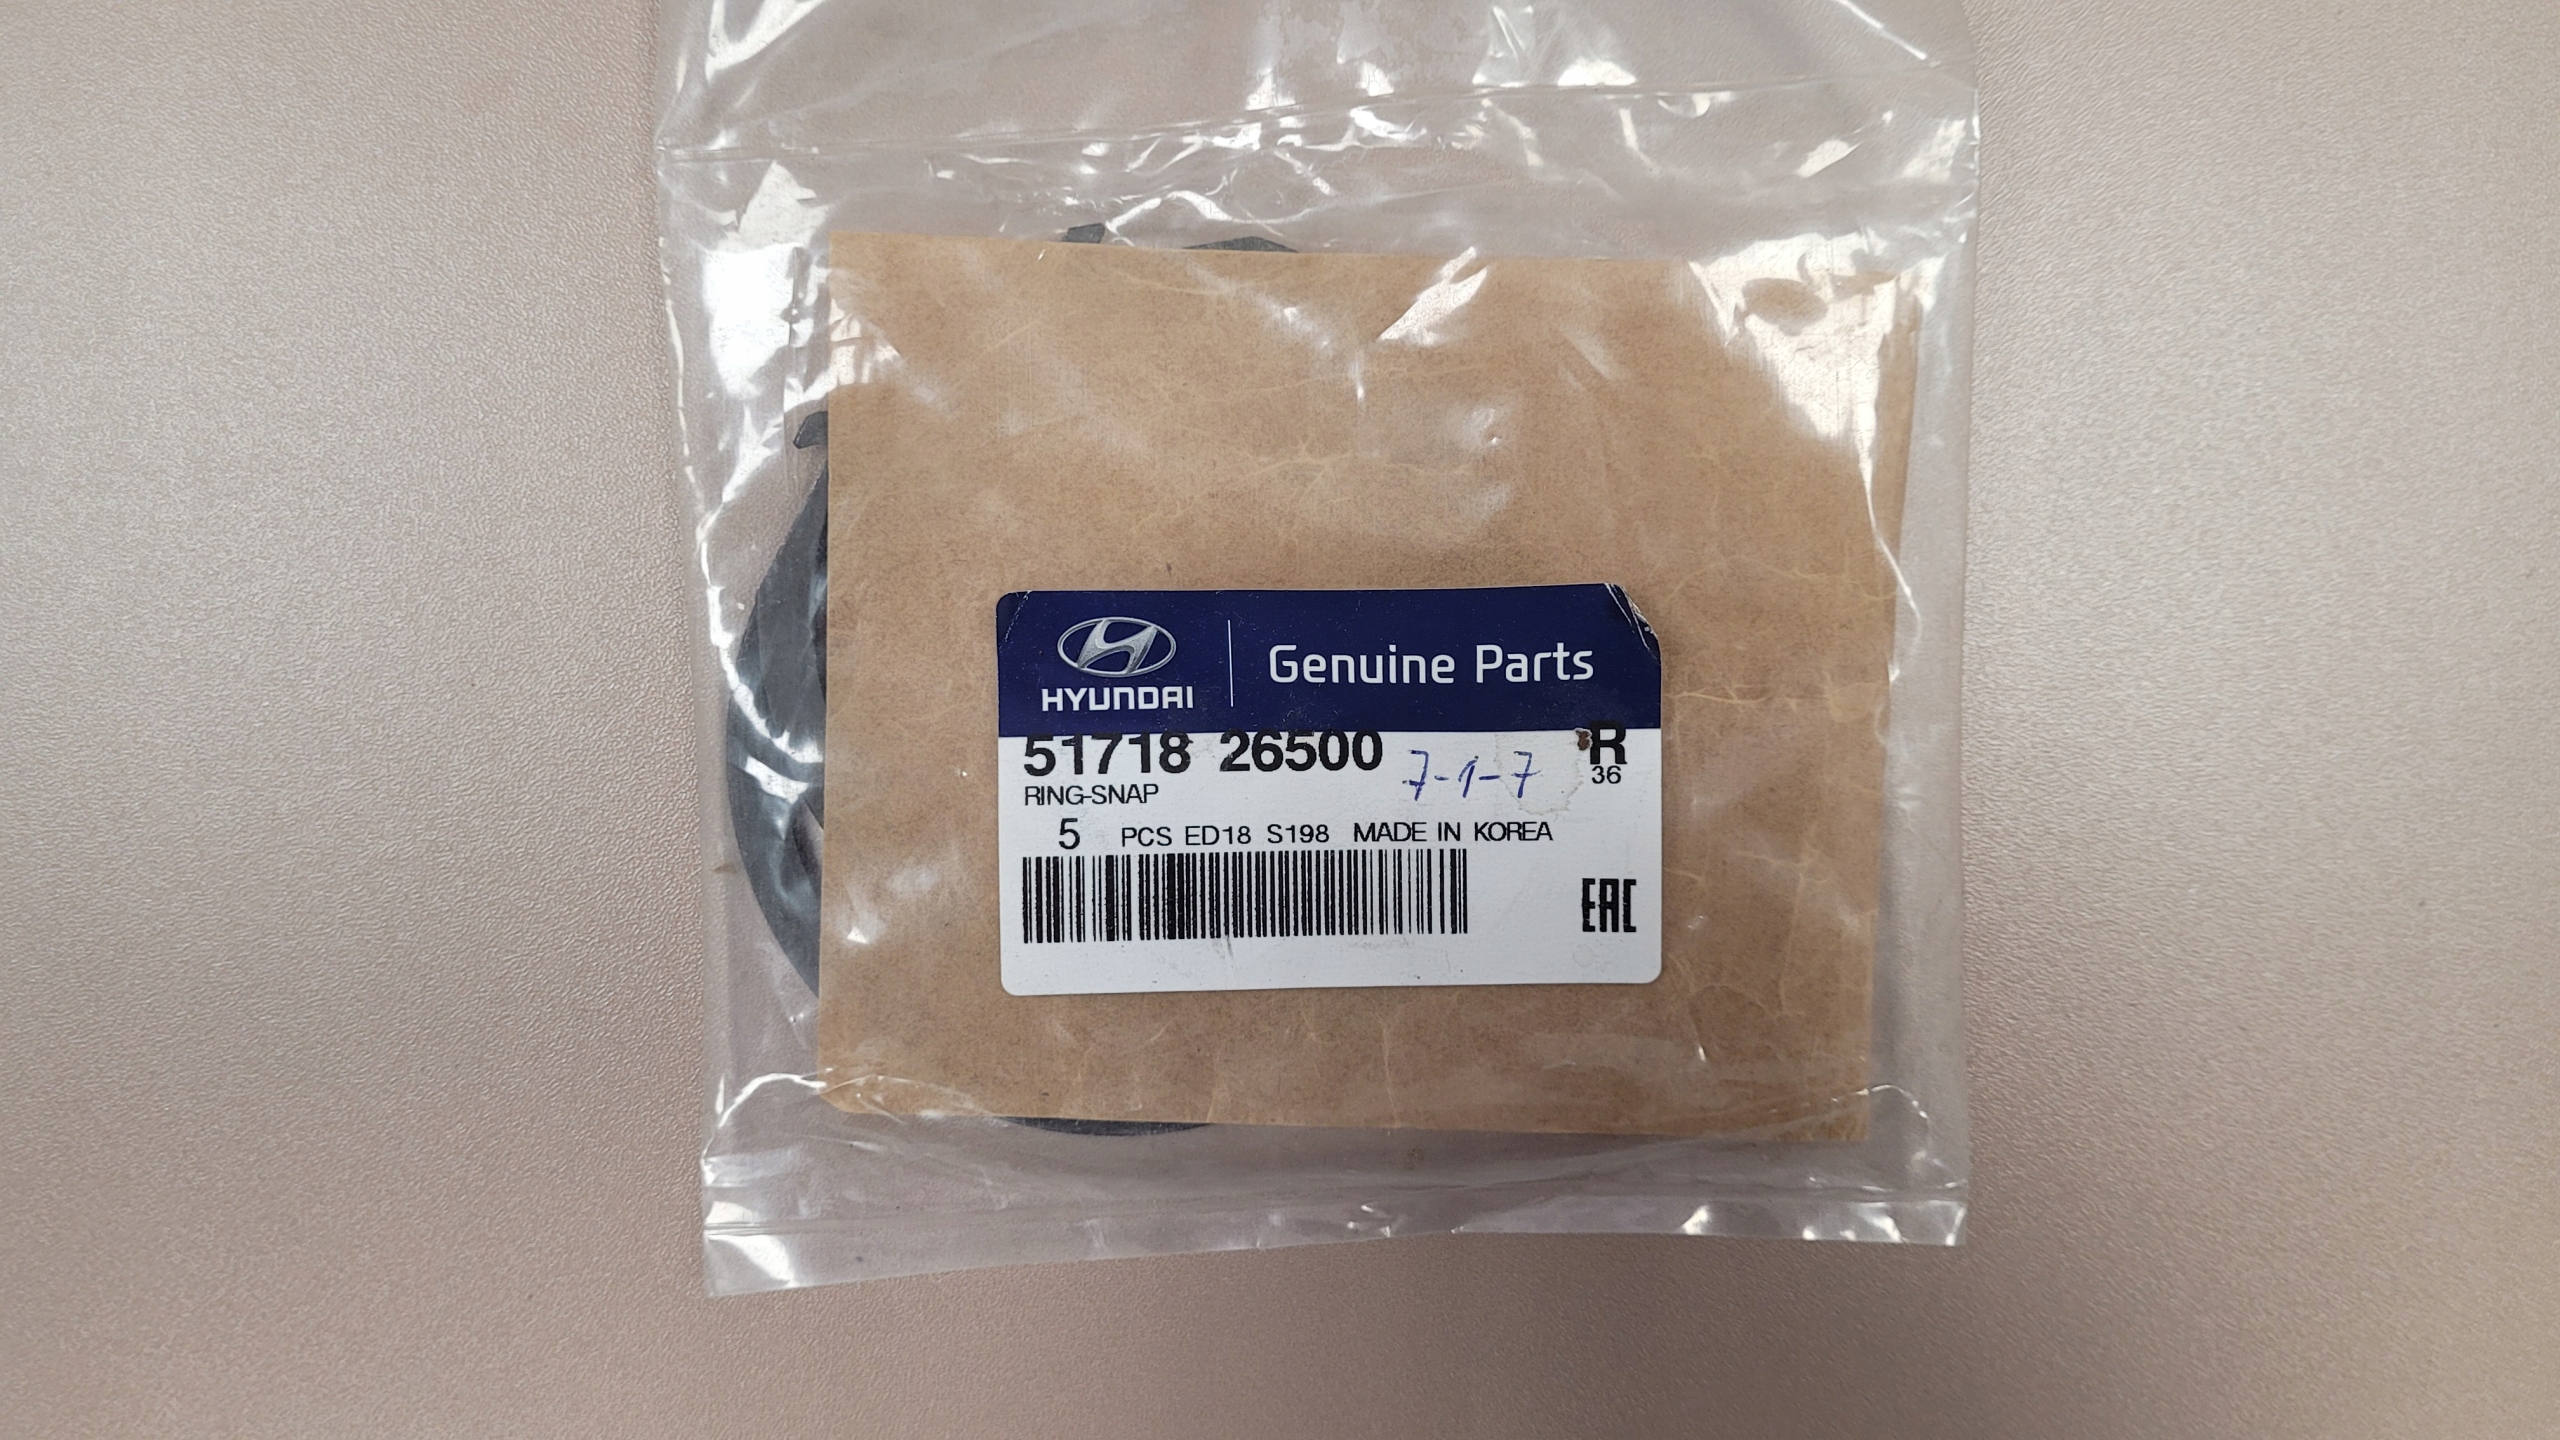 HYUNDAI
Genuine Parts
51718 26500 7-1-7 R
36
RING-SNAP
5 PCS ED18 S198 MADE IN KOREA
EAC